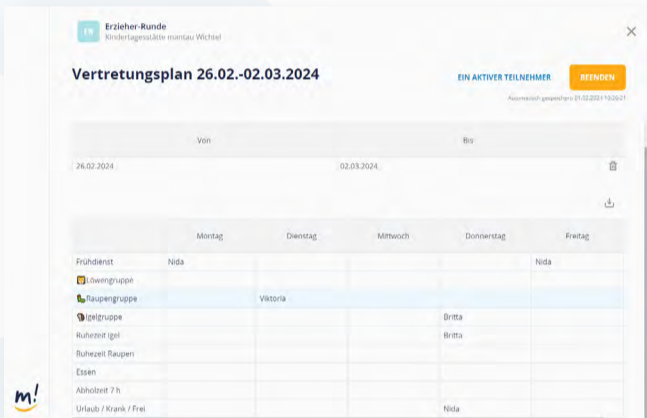 Erzieher-Runde
Kindertagesstätte mantau Wichtel
Vertretungsplan 26.02.-02.03.2024
EIN AKTIVER TEILNEHMER
BEENDEN
Automatisch gespeichert:
Von Bis
26.02.2024 02.03.2024
Montag Dienstag Mittwoch Donnerstag Freitag
Frühdienst Nida Nida
Löwengruppe
Raupengruppe Viktoria
Igelgruppe Britta
Ruhezeit Igel Britta
Ruhezeit Raupen
Essen
Abholzeit 7 h
Urlaub / Krank / Frei Nida
m!